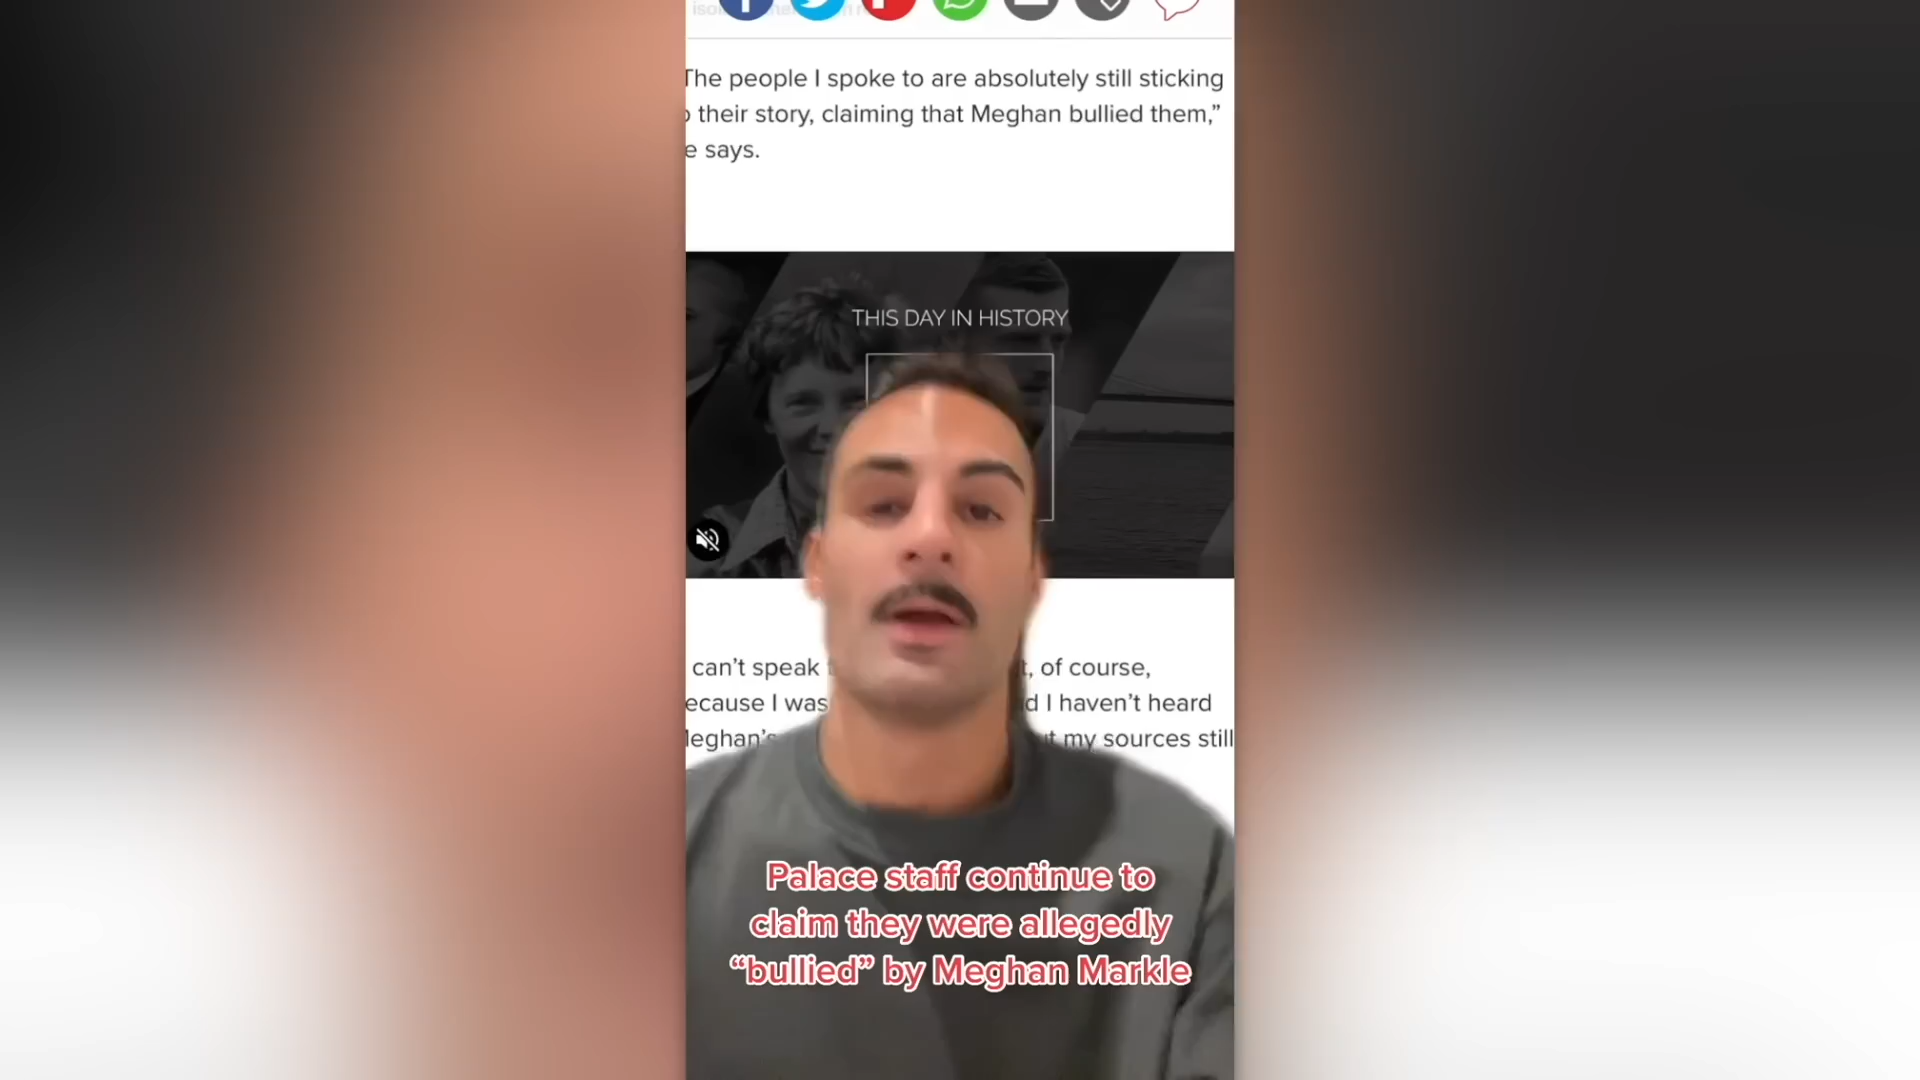 The people I spoke to are absolutely still sticking
their story, claiming that Meghan bullied them,”
says.
THIS DAY IN HISTORY
can’t speak t, of course,
ecause I was d I haven’t heard
leghan’s my sources still
Palace staff continue to
claim they were allegedly
“bullied” by Meghan Markle